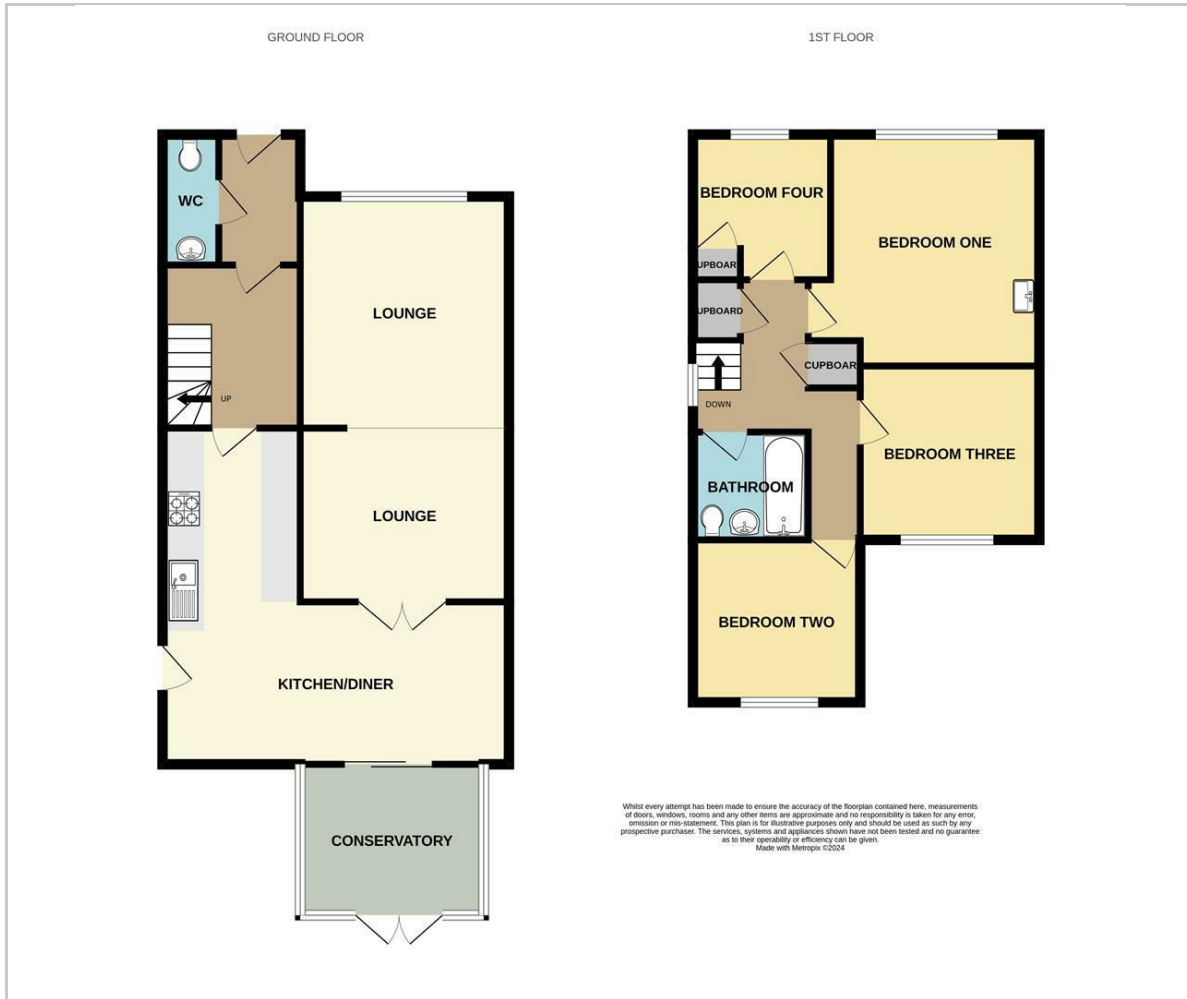 GROUND FLOOR
1ST FLOOR
WC
LOUNGE
UP
LOUNGE
KITCHEN/DINER
CONSERVATORY
BEDROOM FOUR
UPBOAR
BEDROOM ONE
UPBOARD
CUPBOAR
DOWN
BEDROOM THREE
BATHROOM
BEDROOM TWO
Whilst every attempt has been made to ensure the accuracy of the floorplan contained here, measurements
of doors, windows, rooms and any other items are approximate and no responsibility is taken for any error,
omission or mis-statement. This plan is for illustrative purposes only and should be used as such by any
prospective purchaser. The services, systems and appliances shown have not been tested and no guarantee
as to their operability or efficiency can be given.
Made with Metropix ©2024